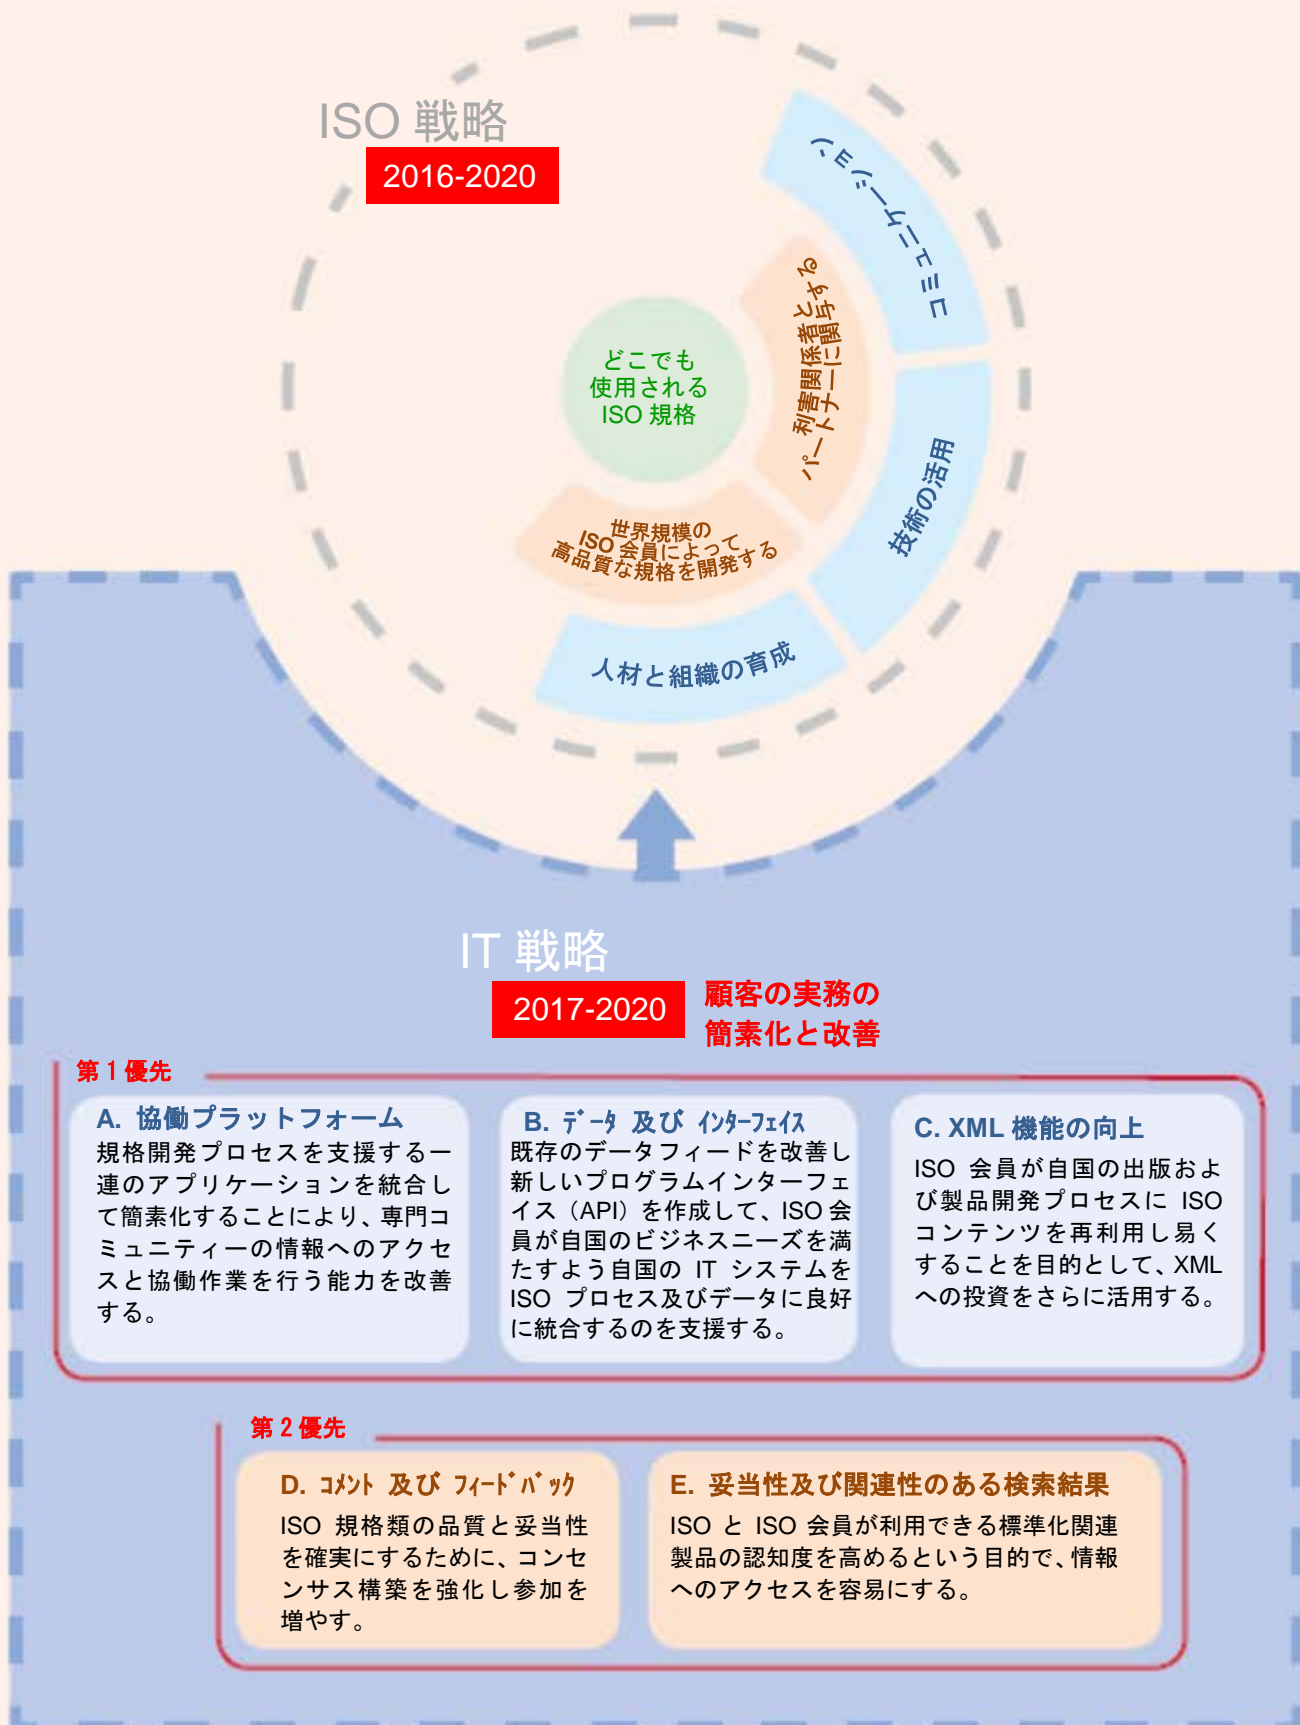 ISO 戦略
2016-2020
コミュニケーション
利害関係者とする
パートナーに関与する
どこでも
使用される
ISO 規格
技術の活用
世界規模の
ISO 会員によって
高品質な規格を開発する
人材と組織の育成
IT 戦略
2017-2020
顧客の実務の
簡素化と改善
第1優先
A. 協働プラットフォーム
規格開発プロセスを支援する一
連のアプリケーションを統合し
て簡素化することにより、専門コ
ミュニティーの情報へのアクセ
スと協働作業を行う能力を改善
する。
B. ﾃﾞｰﾀ 及び ｲﾝﾀｰﾌｪｲｽ
既存のデータフィードを改善し
新しいプログラムインターフェ
イス（API）を作成して、ISO 会
員が自国のビジネスニーズを満
たすよう自国の IT システムを
ISO プロセス及びデータに良好
に統合するのを支援する。
C. XML 機能の向上
ISO 会員が自国の出版およ
び製品開発プロセスに ISO
コンテンツを再利用し易く
することを目的として、XML
への投資をさらに活用する。
第2優先
D. ｺﾒﾝﾄ 及び ﾌｨｰﾄﾞﾊﾞｯｸ
ISO 規格類の品質と妥当性
を確実にするために、コンセ
ンサス構築を強化し参加を
増やす。
E. 妥当性及び関連性のある検索結果
ISO と ISO 会員が利用できる標準化関連
製品の認知度を高めるという目的で、情報
へのアクセスを容易にする。